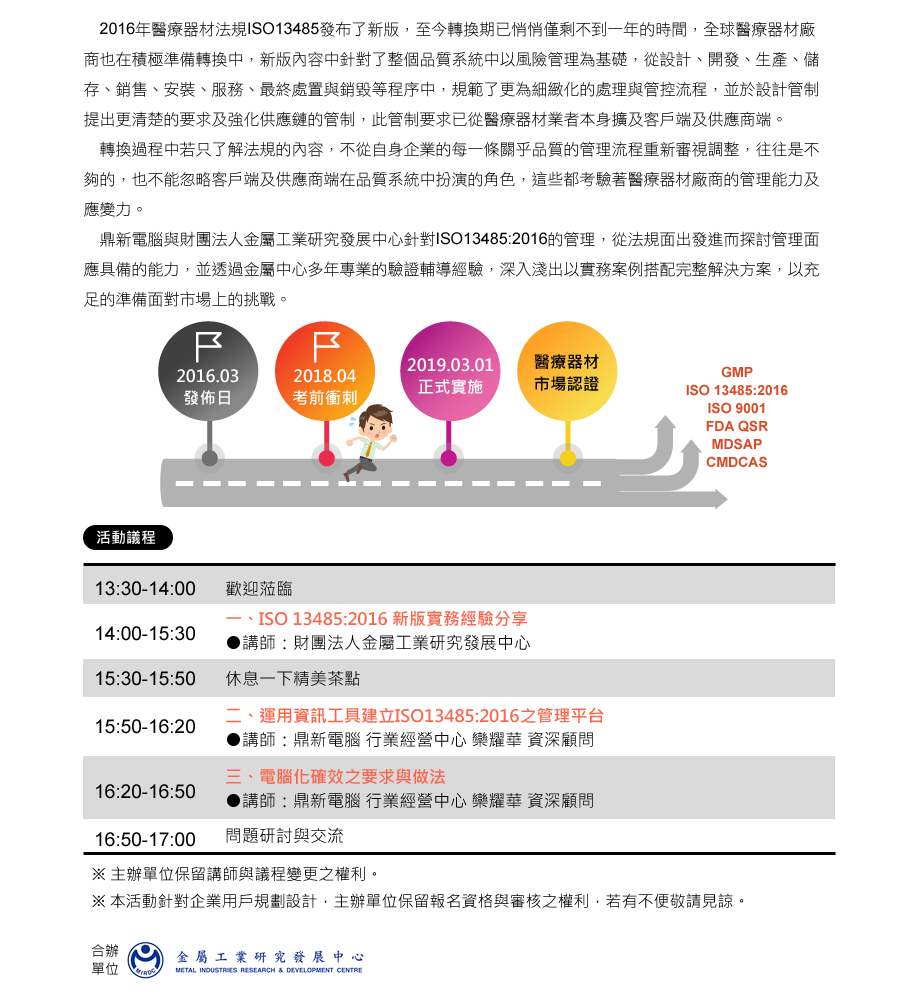 2016年醫療器材法規ISO13485發布了新版，至今轉換期已悄悄僅剩不到一年的時間，全球醫療器材廠
商也在積極準備轉換中，新版內容中針對了整個品質系統中以風險管理為基礎，從設計、開發、生產、儲
存、銷售、安裝、服務、最終處置與銷毀等程序中，規範了更為細緻化的處理與管控流程，並於設計管制
提出更清楚的要求及強化供應鏈的管制，此管制要求已從醫療器材業者本身擴及客戶端及供應商端。
轉換過程中若只了解法規的內容，不從自身企業的每一條關乎品質的管理流程重新審視調整，往往是不
夠的，也不能忽略客戶端及供應商端在品質系統中扮演的角色，這些都考驗著醫療器材廠商的管理能力及
應變力。
鼎新電腦與財團法人金屬工業研究發展中心針對ISO13485:2016的管理，從法規面出發進而探討管理面
應具備的能力，並透過金屬中心多年專業的驗證輔導經驗，深入淺出以實務案例搭配完整解決方案，以充
足的準備面對市場上的挑戰。
2016.03
發佈日
2018.04
考前衝刺
2019.03.01
正式實施
醫療器材
市場認證
GMP
ISO 13485:2016
ISO 9001
FDA QSR
MDSAP
CMDCAS
活動議程
13:30-14:00 歡迎蒞臨
14:00-15:30 一、ISO 13485:2016 新版實務經驗分享
●講師：財團法人金屬工業研究發展中心
15:30-15:50 休息一下精美茶點
15:50-16:20 二、運用資訊工具建立ISO13485:2016之管理平台
●講師：鼎新電腦 行業經營中心 欒耀華 資深顧問
16:20-16:50 三、電腦化確效之要求與做法
●講師：鼎新電腦 行業經營中心 欒耀華 資深顧問
16:50-17:00 問題研討與交流
※ 主辦單位保留講師與議程變更之權利。
※ 本活動針對企業用戶規劃設計，主辦單位保留報名資格與審核之權利，若有不便敬請見諒。
合辦
單位
MIRDC
金屬工業研究發展中心
METAL INDUSTRIES RESEARCH & DEVELOPMENT CENTRE